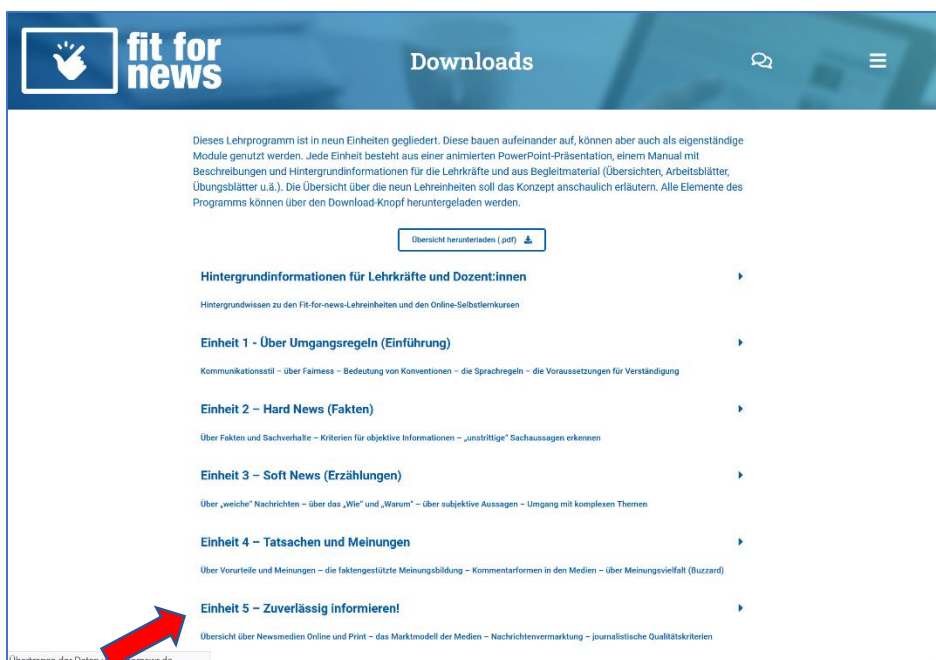 fit for
news
Downloads
Dieses Lehrprogramm ist in neun Einheiten gegliedert. Diese bauen aufeinander auf, können aber auch als eigenständige
Module genutzt werden. Jede Einheit besteht aus einer animierten PowerPoint-Präsentation, einem Manual mit
Beschreibungen und Hintergrundinformationen für die Lehrkräfte und aus Begleitmaterial (Übersichten, Arbeitsblätter,
Übungsblätter u.ä.). Die Übersicht über die neun Lehreinheiten soll das Konzept anschaulich erläutern. Alle Elemente des
Programms können über den Download-Knopf heruntergeladen werden.
Übersicht herunterladen (.pdf)
Hintergrundinformationen für Lehrkräfte und Dozent:innen
Hintergrundwissen zu den Fit-for-news-Lehreinheiten und den Online-Selbstlernkursen
Einheit 1 - Über Umgangsregeln (Einführung)
Kommunikationsstil – über Fairness – Bedeutung von Konventionen – die Sprachregeln – die Voraussetzungen für Verständigung
Einheit 2 – Hard News (Fakten)
Über Fakten und Sachverhalte – Kriterien für objektive Informationen – „unstrittige“ Sachaussagen erkennen
Einheit 3 – Soft News (Erzählungen)
Über „weiche“ Nachrichten – über das „Wie“ und „Warum“ – über subjektive Aussagen – Umgang mit komplexen Themen
Einheit 4 – Tatsachen und Meinungen
Über Vorurteile und Meinungen – die faktengestützte Meinungsbildung – Kommentarformen in den Medien – über Meinungsvielfalt (Buzzard)
Einheit 5 – Zuverlässig informieren!
Übersicht über Newsmedien Online und Print – das Marktmodell der Medien – Nachrichtenvermarktung – journalistische Qualitätskriterien